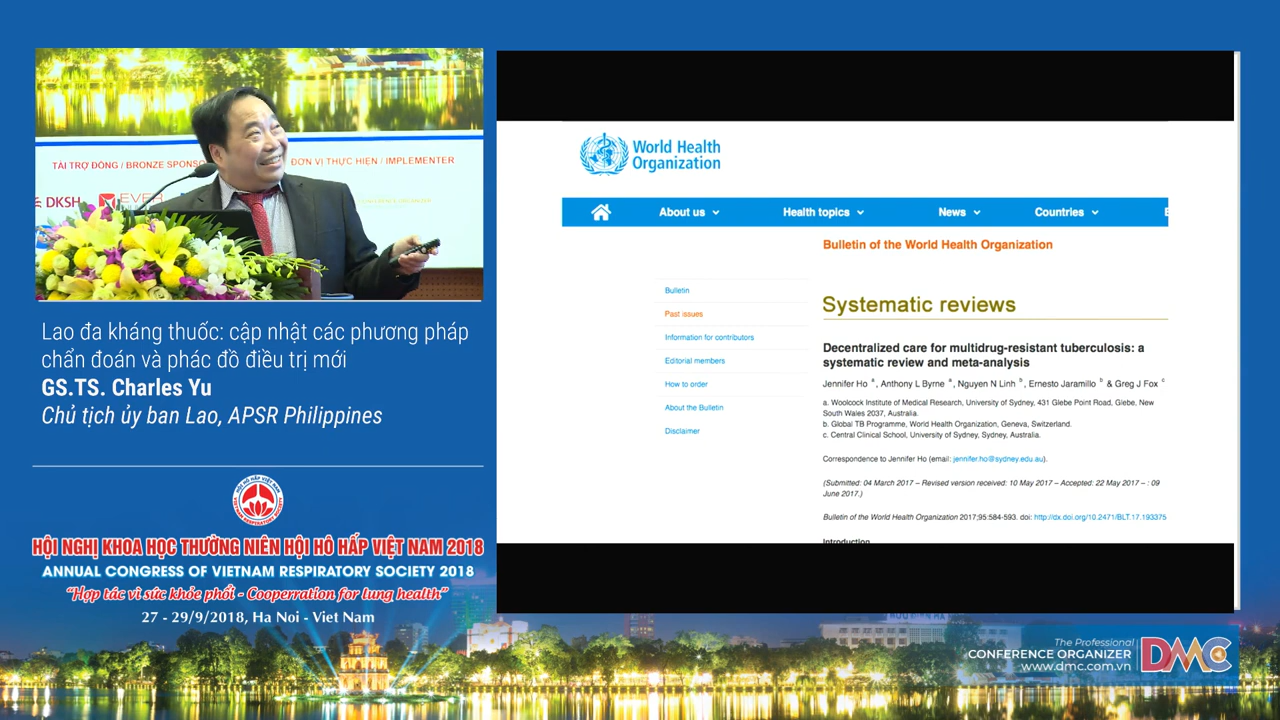 TÀI TRỢ ĐỒNG / BRONZE SPONSO
ĐƠN VỊ THỰC HIỆN / IMPLEMENTER
DKSH
EVER
Lao đa kháng thuốc: cập nhật các phương pháp
chẩn đoán và phác đồ điều trị mới
GS.TS. Charles Yu
Chủ tịch ủy ban Lao, APSR Philippines
HỘI HÔ HẤP VIỆT NAM
VIETNAM RESPIRATORY SOCIETY
HỘI NGHỊ KHOA HỌC THƯỜNG NIÊN HỘI HÔ HẤP VIỆT NAM 2018
ANNUAL CONGRESS OF VIETNAM RESPIRATORY SOCIETY 2018
“Hợp tác vì sức khỏe phổi - Cooperration for lung health”
27 - 29/9/2018, Ha Noi - Viet Nam
World Health
Organization
About us
Health topics
News
Countries
E
Bulletin of the World Health Organization
Bulletin
Past issues
Information for contributors
Editorial members
How to order
About the Bulletin
Disclaimer
Systematic reviews
Decentralized care for multidrug-resistant tuberculosis: a
systematic review and meta-analysis
Jennifer Ho a, Anthony L Byrne a, Nguyen N Linh b, Ernesto Jaramillo b & Greg J Fox c
a. Woolcock Institute of Medical Research, University of Sydney, 431 Glebe Point Road, Glebe, New
South Wales 2037, Australia.
b. Global TB Programme, World Health Organization, Geneva, Switzerland.
c. Central Clinical School, University of Sydney, Sydney, Australia.
Correspondence to Jennifer Ho (email: jennifer.ho@sydney.edu.au).
(Submitted: 04 March 2017 – Revised version received: 10 May 2017 – Accepted: 22 May 2017 – : 09
June 2017.)
Bulletin of the World Health Organization 2017;95:584-593. doi: http://dx.doi.org/10.2471/BLT.17.193375
Introduction
The Professional
CONFERENCE ORGANIZER
www.dmc.com.vn
DMC